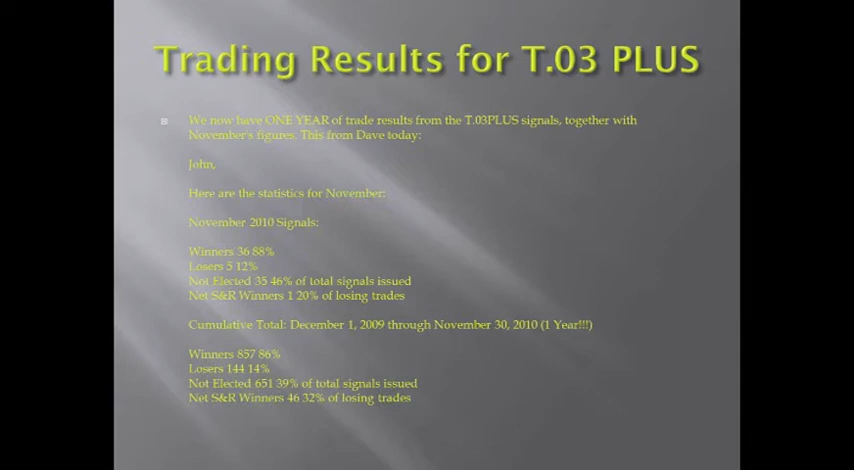 Trading Results for T.03 PLUS
We now have ONE YEAR of trade results from the T.03PLUS signals, together with
November's figures. This from Dave today:
John,
Here are the statistics for November:
November 2010 Signals:
Winners 36 88%
Losers 5 12%
Not Elected 35 46% of total signals issued
Net S&R Winners 1 20% of losing trades
Cumulative Total: December 1, 2009 through November 30, 2010 (1 Year!!!)
Winners 857 86%
Losers 144 14%
Not Elected 651 39% of total signals issued
Net S&R Winners 46 32% of losing trades